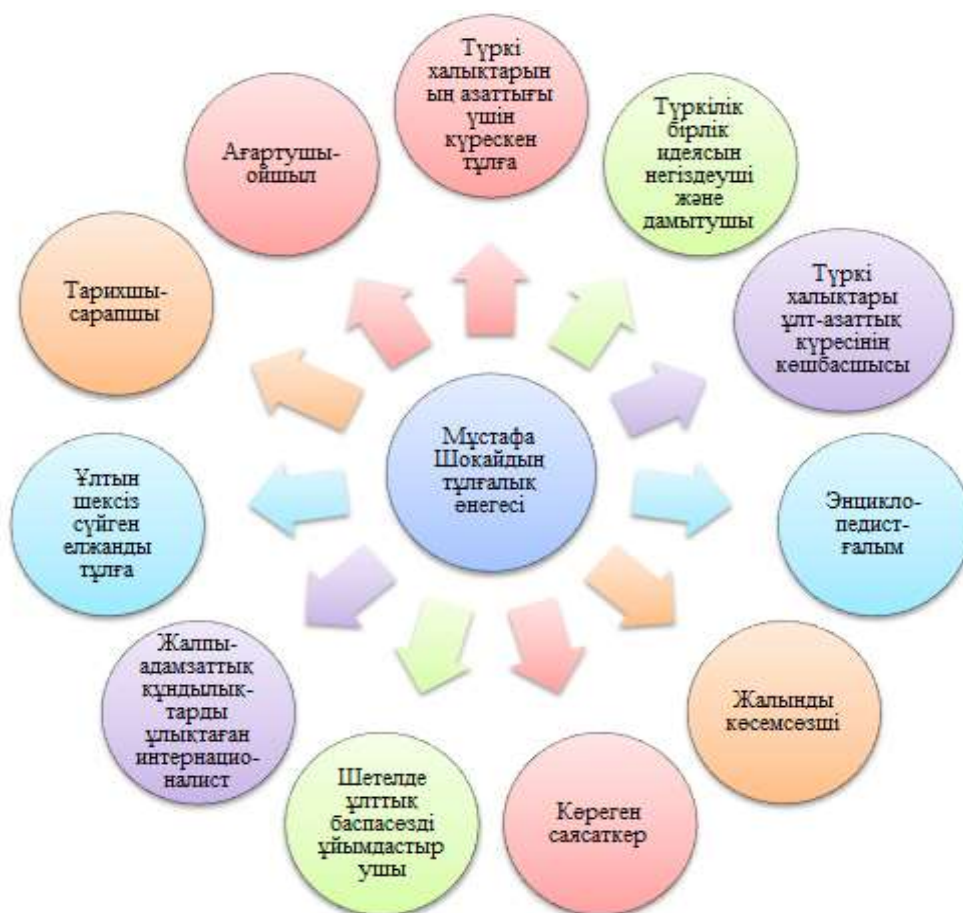 Түркі
халықтарын
ың азаттығы
үшін
күрескен
тұлға
Түркілік
бірлік
идеясын
негіздеуші
және
дамытушы
Түркі
халықтары
ұлт-азаттық
күресінің
көшбасшысы
Энцикло-
педист-
ғалым
Жалынды
көсемсөзші
Көреген
саясаткер
Шетелде
ұлттық
баспасөзді
ұйымдастыр
ушы
Жалпы-
адамзаттық
құндылық-
тарды
ұлықтаған
интернацио-
налист
Ұлтын
шексіз
сүйген
елжанды
тұлға
Тарихшы-
сарапшы
Ағартушы-
ойшыл
Мұстафа
Шоқайдың
тұлғалық
өнегесі